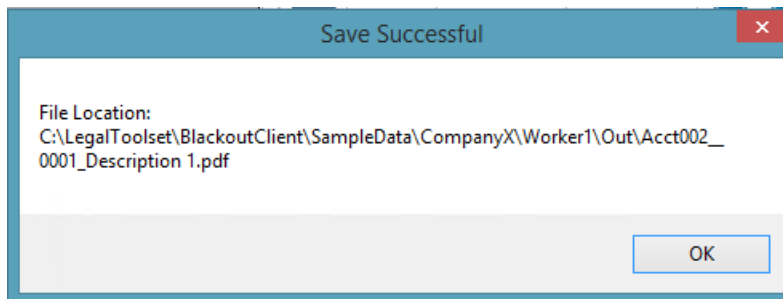 Save Successful
File Location:
C:\LegalToolset\BlackoutClient\SampleData\CompanyX\Worker1\Out\Acct002__
0001_Description 1.pdf
OK